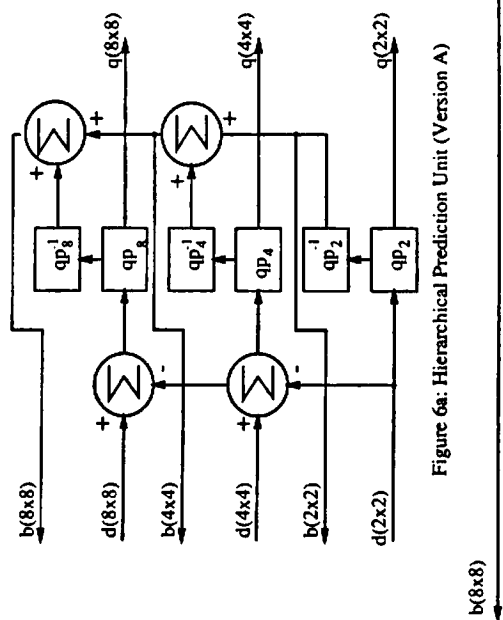 b(8x8)
+
Σ
+
qp₈⁻¹
d(8x8)
+
Σ
-
qp₈
q(8x8)
b(4x4)
+
Σ
+
qp₄⁻¹
d(4x4)
+
Σ
-
qp₄
q(4x4)
b(2x2)
qp₂⁻¹
d(2x2)
qp₂
q(2x2)
Figure 6a: Hierarchical Prediction Unit (Version A)
b(8x8)